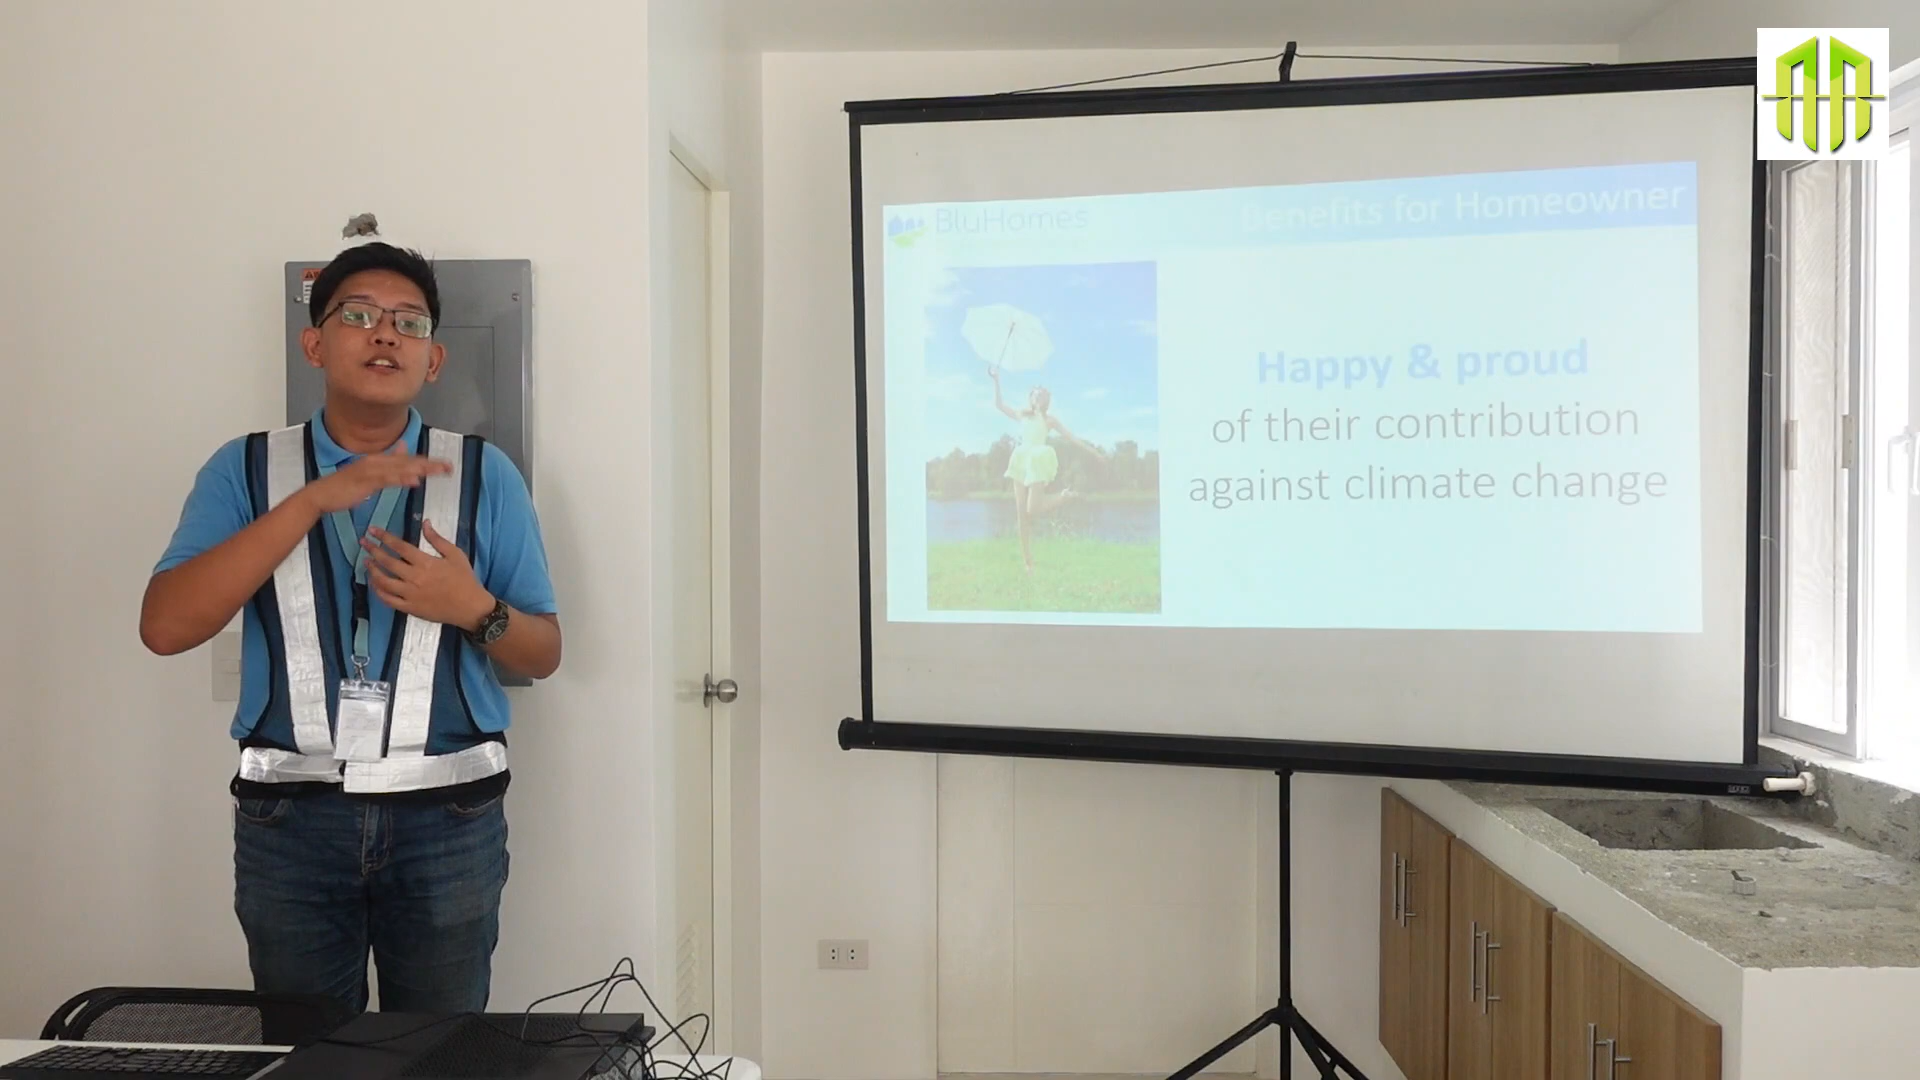 BluHomes
Benefits for Homeowner
Happy & proud
of their contribution
against climate change